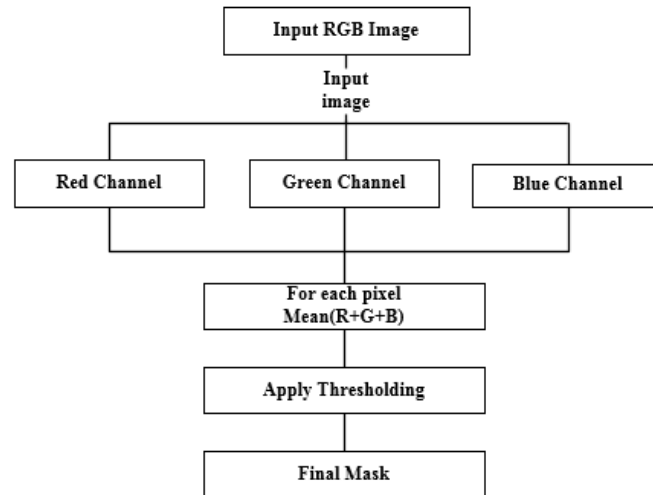 Input RGB Image
Input
image
Red Channel
Green Channel
Blue Channel
For each pixel
Mean(R+G+B)
Apply Thresholding
Final Mask